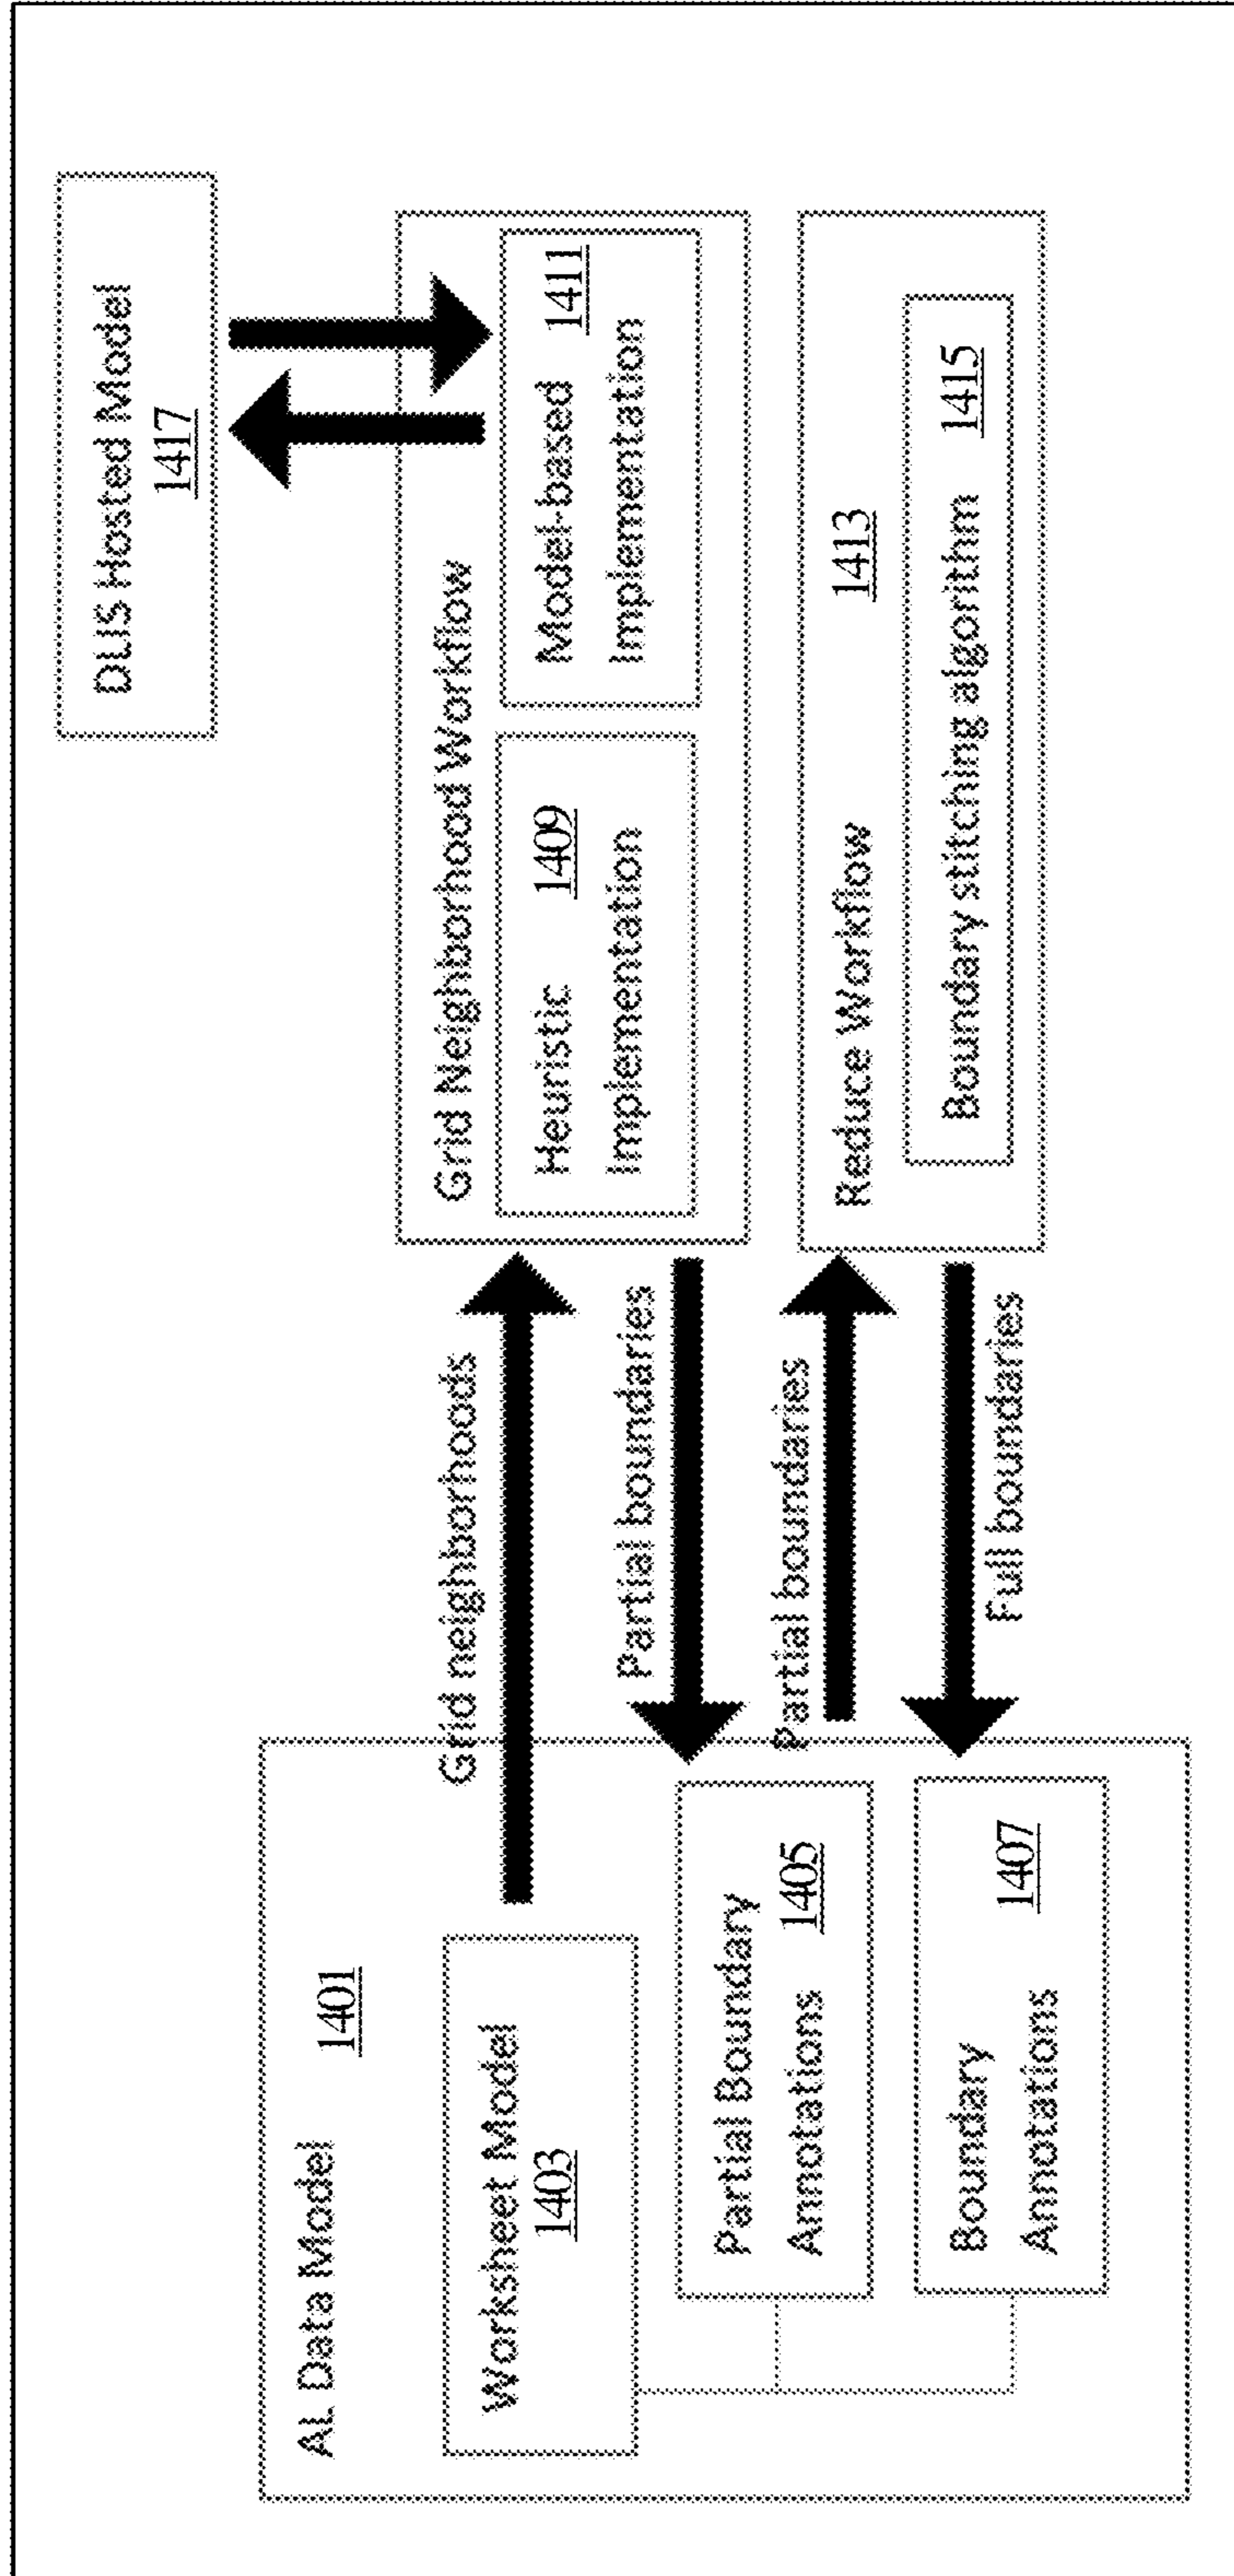 AL Data Model
1401
Worksheet Model
1403
Partial Boundary
Annotations 1405
Boundary
Annotations
1407
Grid neighborhoods
Partial boundaries
Partial boundaries
Full boundaries
DLIS Hosted Model
1417
Grid Neighborhood Workflow
Heuristic 1409
Implementation
Model-based 1411
Implementation
Reduce Workflow 1413
Boundary stitching algorithm 1415